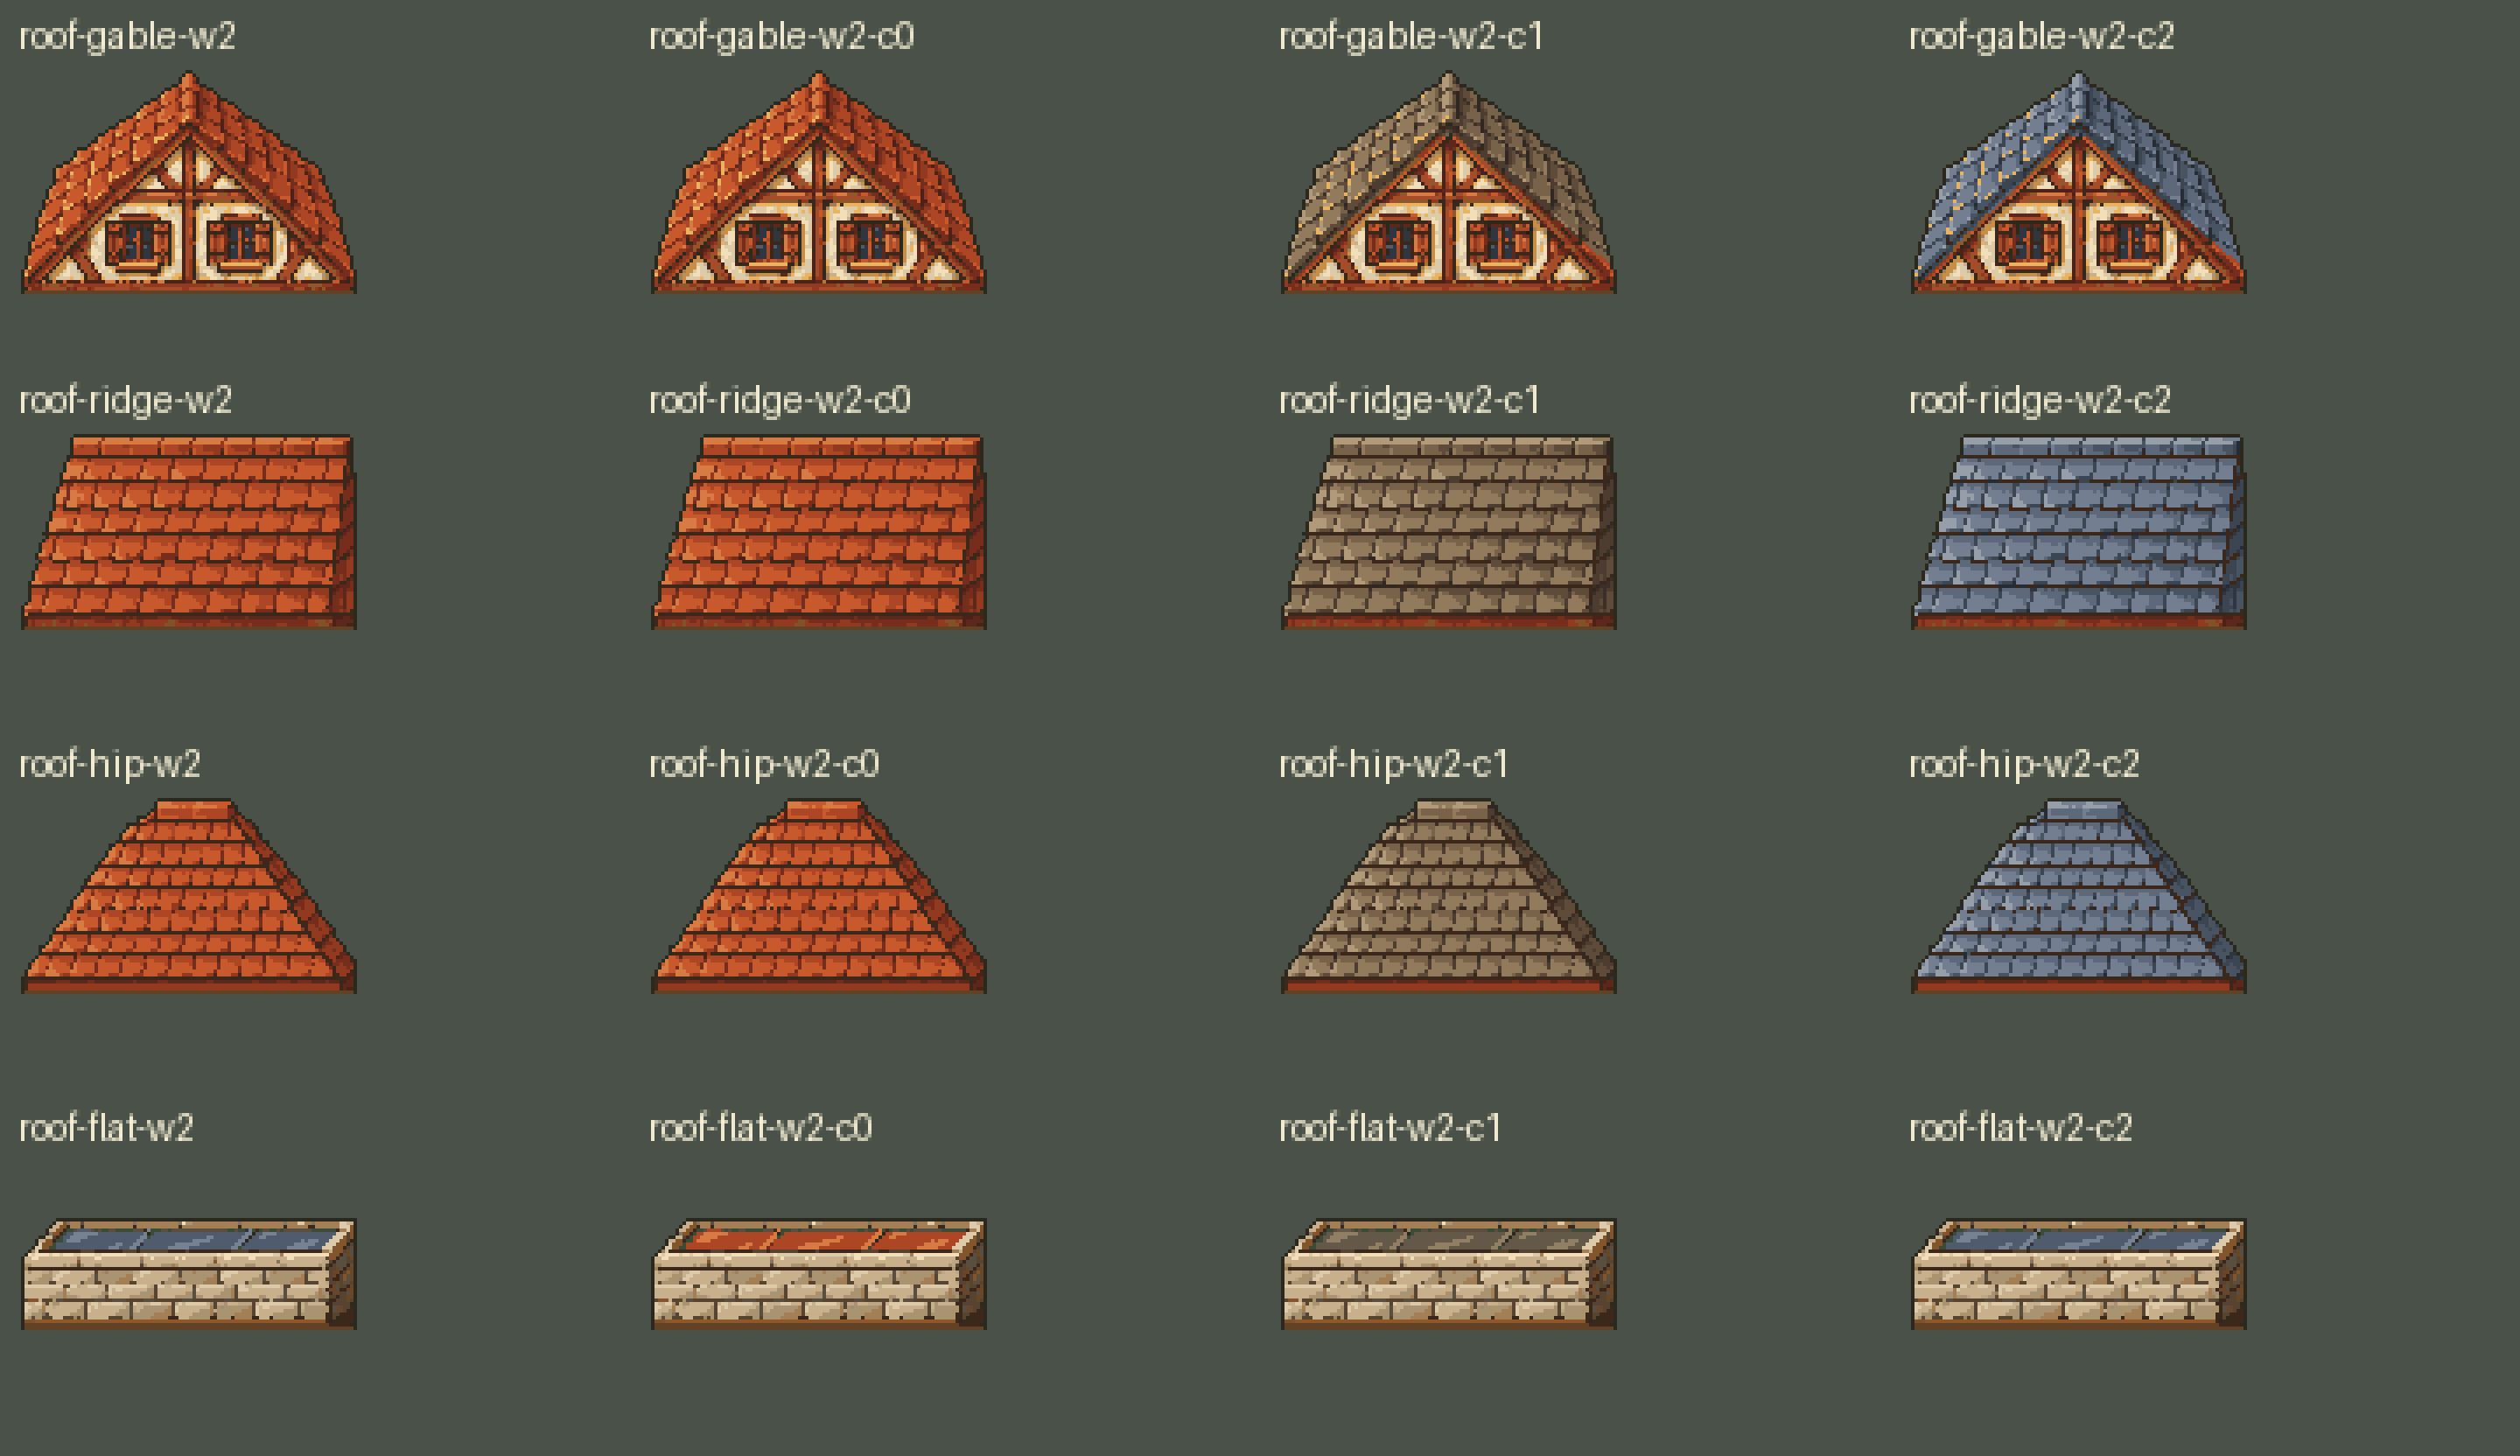 roof-gable-w2
roof-gable-w2-c0
roof-gable-w2-c1
roof-gable-w2-c2
roof-ridge-w2
roof-ridge-w2-c0
roof-ridge-w2-c1
roof-ridge-w2-c2
roof-hip-w2
roof-hip-w2-c0
roof-hip-w2-c1
roof-hip-w2-c2
roof-flat-w2
roof-flat-w2-c0
roof-flat-w2-c1
roof-flat-w2-c2